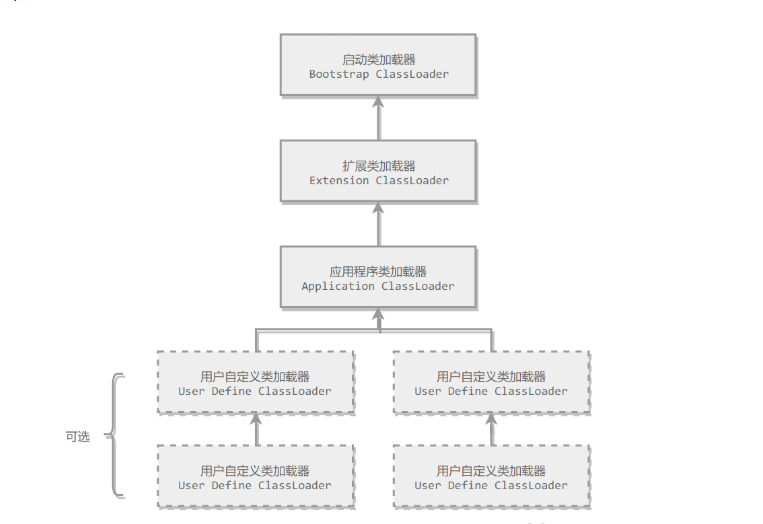 启动类加载器
Bootstrap ClassLoader
扩展类加载器
Extension ClassLoader
应用程序类加载器
Application ClassLoader
用户自定义类加载器
User Define ClassLoader
用户自定义类加载器
User Define ClassLoader
可选
用户自定义类加载器
User Define ClassLoader
用户自定义类加载器
User Define ClassLoader